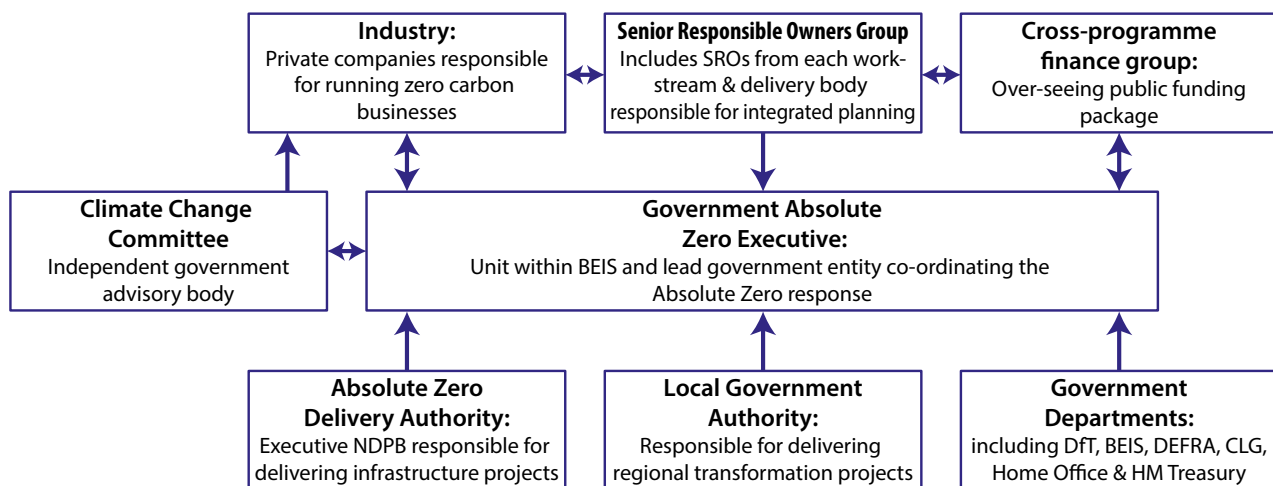 Industry:
Private companies responsible
for running zero carbon
businesses
Senior Responsible Owners Group
Includes SROs from each work-
stream & delivery body
responsible for integrated planning
Cross-programme
finance group:
Over-seeing public funding
package
Climate Change
Committee
Independent government
advisory body
Government Absolute
Zero Executive:
Unit within BEIS and lead government entity co-ordinating the
Absolute Zero response
Absolute Zero
Delivery Authority:
Executive NDPB responsible for
delivering infrastructure projects
Local Government
Authority:
Responsible for delivering
regional transformation projects
Government
Departments:
including DfT, BEIS, DEFRA, CLG,
Home Office & HM Treasury